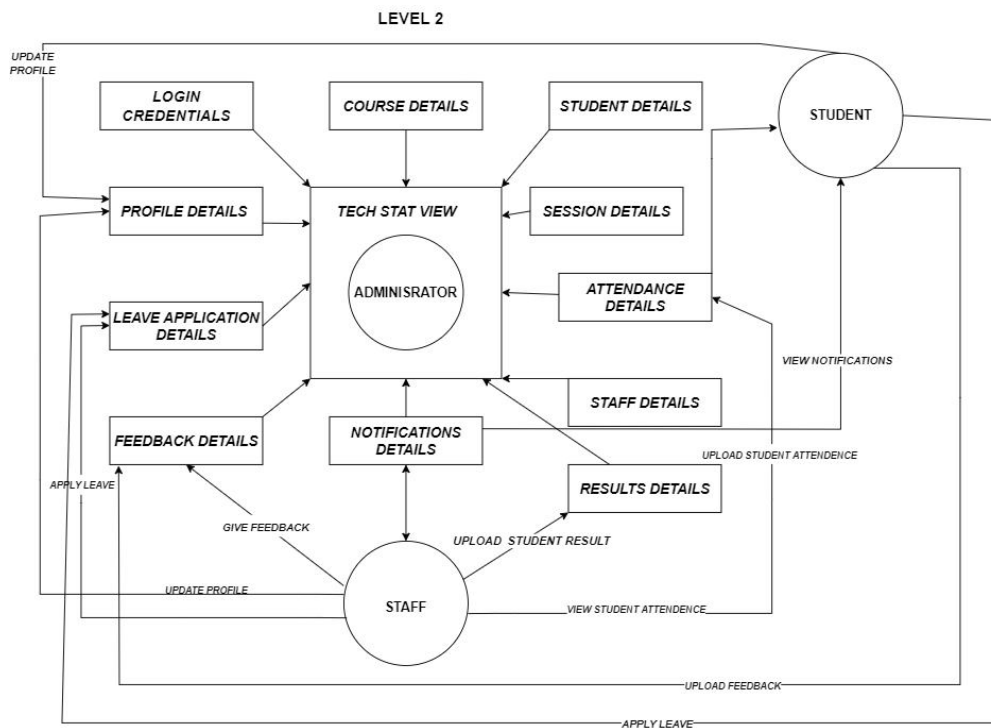 LEVEL 2
UPDATE
PROFILE
LOGIN
CREDENTIALS
COURSE DETAILS
STUDENT DETAILS
STUDENT
PROFILE DETAILS
TECH STAT VIEW
SESSION DETAILS
ADMINISRATOR
ATTENDANCE
DETAILS
LEAVE APPLICATION
DETAILS
VIEW NOTIFICATIONS
STAFF DETAILS
FEEDBACK DETAILS
NOTIFICATIONS
DETAILS
UPLOAD STUDENT ATTENDENCE
APPLY LEAVE
RESULTS DETAILS
GIVE FEEDBACK
UPLOAD STUDENT RESULT
UPDATE PROFILE
STAFF
VIEW STUDENT ATTENDENCE
UPLOAD FEEDBACK
APPLY LEAVE